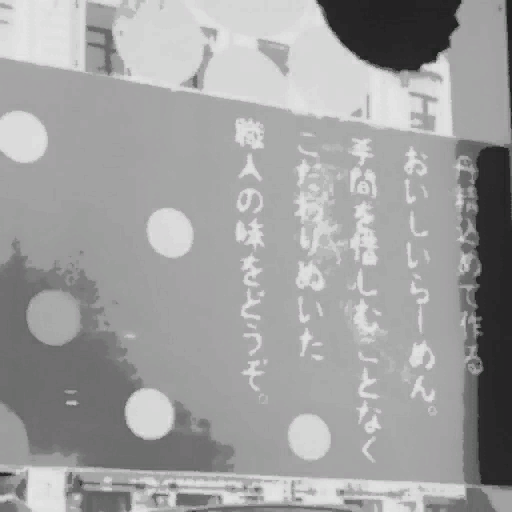 丹精込めて作る
おいしいらーめん。
手間を惜しむことなく
こだわりぬいた
職人の味をどうぞ。